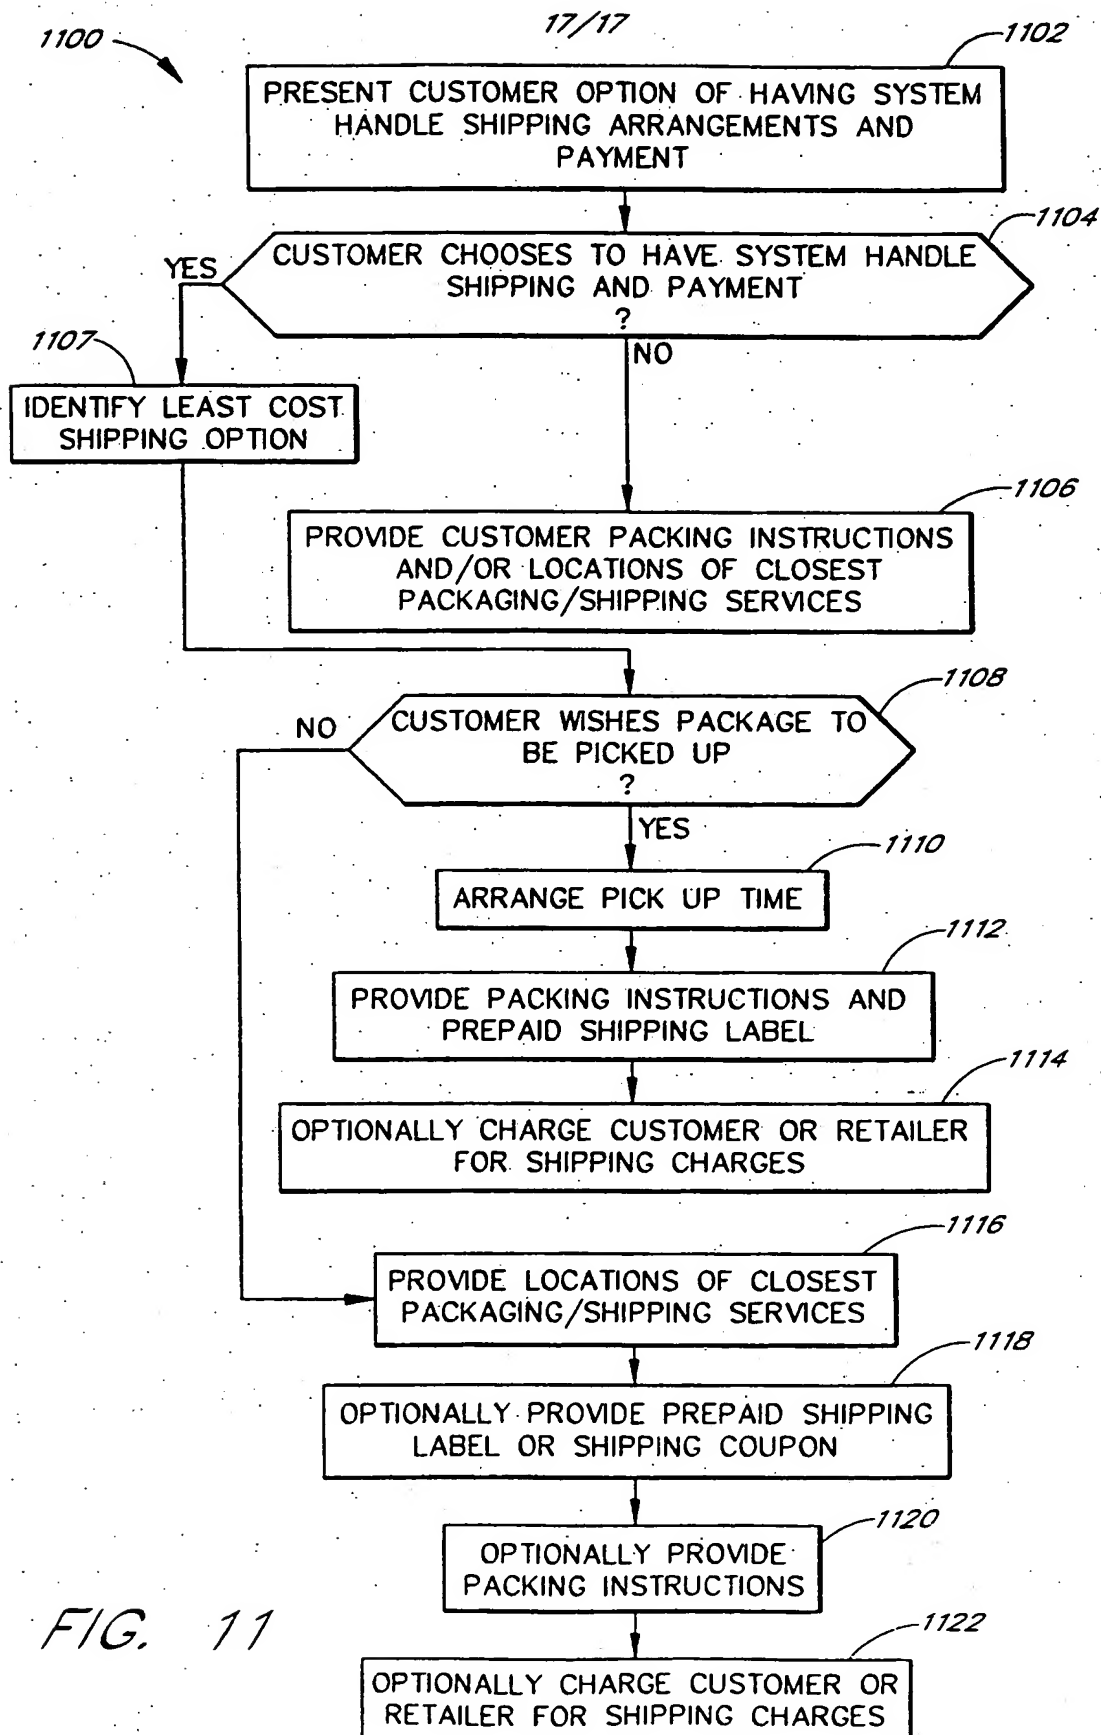 17/17
1100
1102
PRESENT CUSTOMER OPTION OF HAVING SYSTEM
HANDLE SHIPPING ARRANGEMENTS AND
PAYMENT
1104
CUSTOMER CHOOSES TO HAVE SYSTEM HANDLE
SHIPPING AND PAYMENT
?
YES
NO
1107
IDENTIFY LEAST COST
SHIPPING OPTION
1106
PROVIDE CUSTOMER PACKING INSTRUCTIONS
AND/OR LOCATIONS OF CLOSEST
PACKAGING/SHIPPING SERVICES
1108
CUSTOMER WISHES PACKAGE TO
BE PICKED UP
?
NO
YES
1110
ARRANGE PICK UP TIME
1112
PROVIDE PACKING INSTRUCTIONS AND
PREPAID SHIPPING LABEL
1114
OPTIONALLY CHARGE CUSTOMER OR RETAILER
FOR SHIPPING CHARGES
1116
PROVIDE LOCATIONS OF CLOSEST
PACKAGING/SHIPPING SERVICES
1118
OPTIONALLY PROVIDE PREPAID SHIPPING
LABEL OR SHIPPING COUPON
1120
OPTIONALLY PROVIDE
PACKING INSTRUCTIONS
1122
OPTIONALLY CHARGE CUSTOMER OR
RETAILER FOR SHIPPING CHARGES
FIG. 11